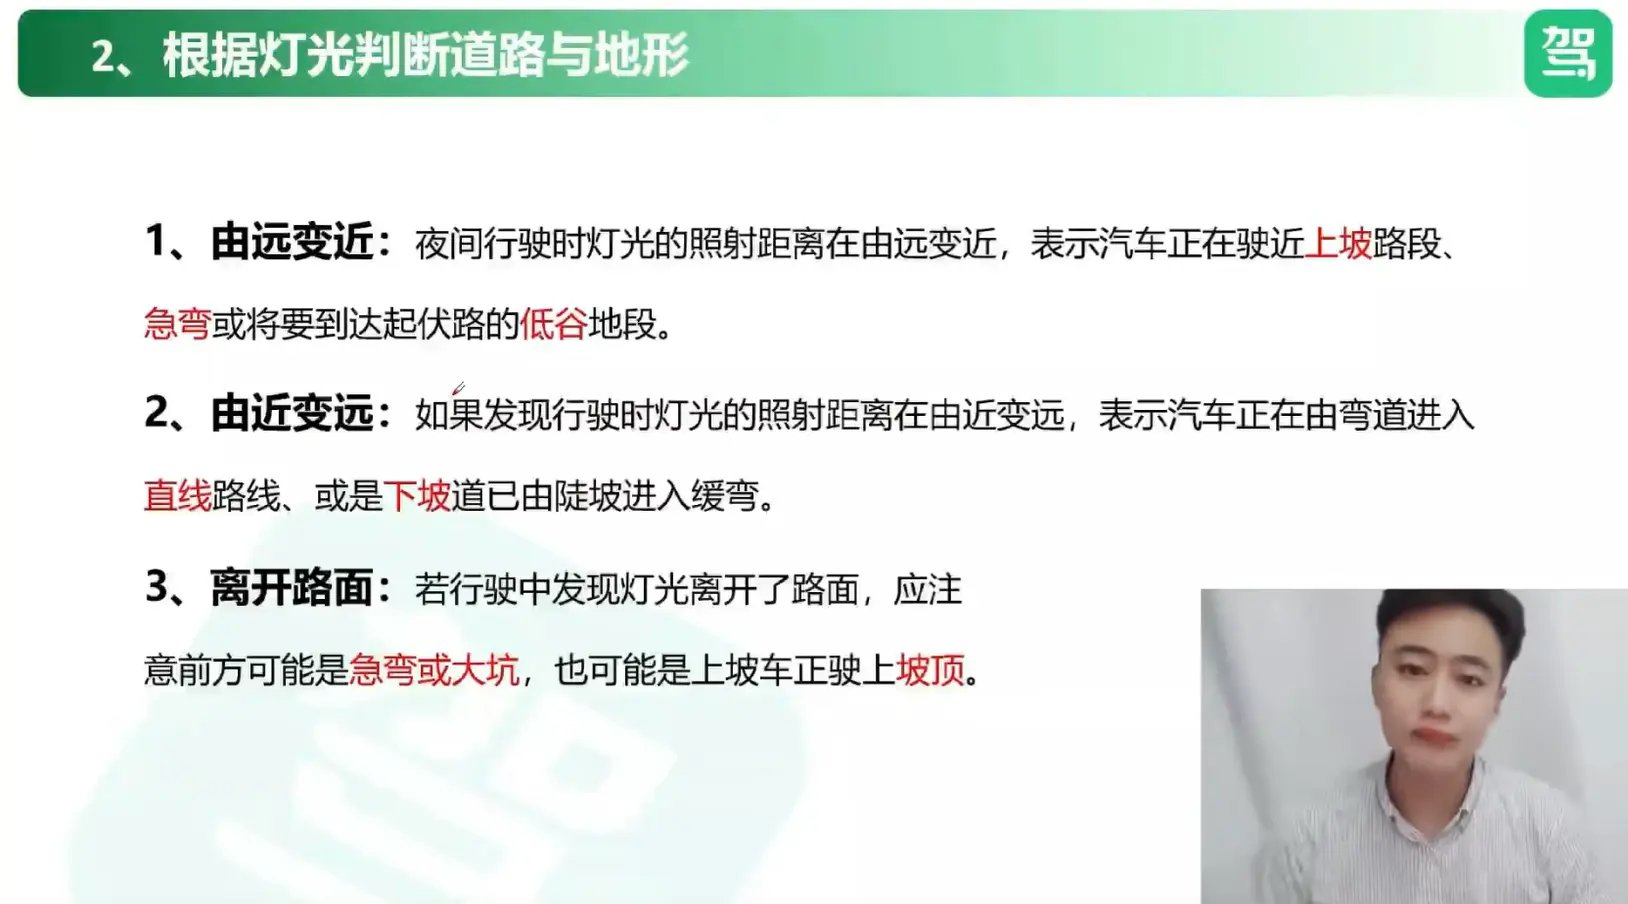 2、根据灯光判断道路与地形
驾
1、由远变近：夜间行驶时灯光的照射距离在由远变近，表示汽车正在驶近上坡路段、
急弯或将要到达起伏路的低谷地段。
2、由近变远：如果发现行驶时灯光的照射距离在由近变远，表示汽车正在由弯道进入
直线路线、或是下坡道已由陡坡进入缓弯。
3、离开路面：若行驶中发现灯光离开了路面，应注
意前方可能是急弯或大坑，也可能是上坡车正驶上坡顶。